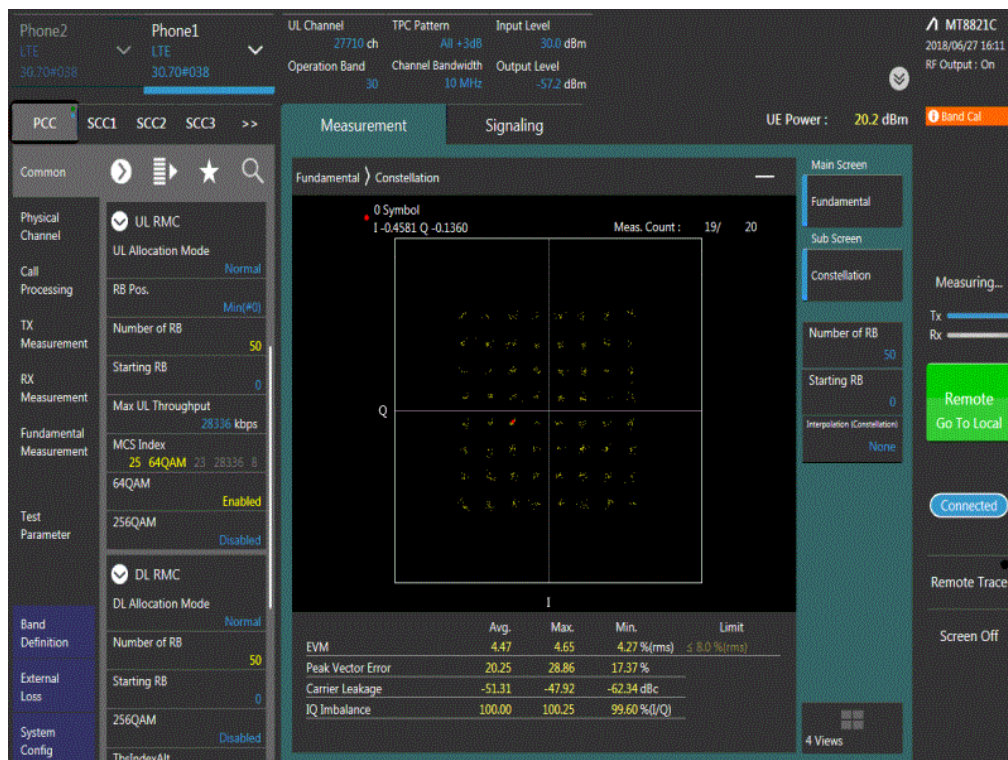 Phone2
LTE
30.70#038
Phone1
LTE
30.70#038
UL Channel
27710 ch
TPC Pattern
All +3dB
Input Level
30.0 dBm
Operation Band
30
Channel Bandwidth
10 MHz
Output Level
-57.2 dBm
MT8821C
2018/06/27 16:11
RF Output : On
PCC SCC1 SCC2 SCC3 >>
Measurement
Signaling
UE Power : 20.2 dBm
Band Cal
Common
Physical
Channel
Call
Processing
TX
Measurement
RX
Measurement
Fundamental
Measurement
Test
Parameter
Band
Definition
External
Loss
System
Config
UL RMC
UL Allocation Mode
Normal
RB Pos.
Min(#0)
Number of RB
50
Starting RB
0
Max UL Throughput
28336 kbps
MCS Index
25 64QAM 23 28336 8
64QAM
Enabled
256QAM
Disabled
DL RMC
DL Allocation Mode
Normal
Number of RB
50
Starting RB
0
256QAM
Disabled
TbsIndexAlt
Fundamental 〉 Constellation
0 Symbol
I -0.4581 Q -0.1360
Meas. Count : 19/ 20
Q
I
Avg. Max. Min. Limit
EVM 4.47 4.65 4.27 %(rms) ≤ 8.0 %(rms)
Peak Vector Error 20.25 28.86 17.37 %
Carrier Leakage -51.31 -47.92 -62.34 dBc
IQ Imbalance 100.00 100.25 99.60 %(I/Q)
Main Screen
Fundamental
Sub Screen
Constellation
Number of RB
50
Starting RB
0
Interpolation (Constellation)
None
4 Views
Measuring...
Tx
Rx
Remote
Go To Local
Connected
Remote Trace
Screen Off